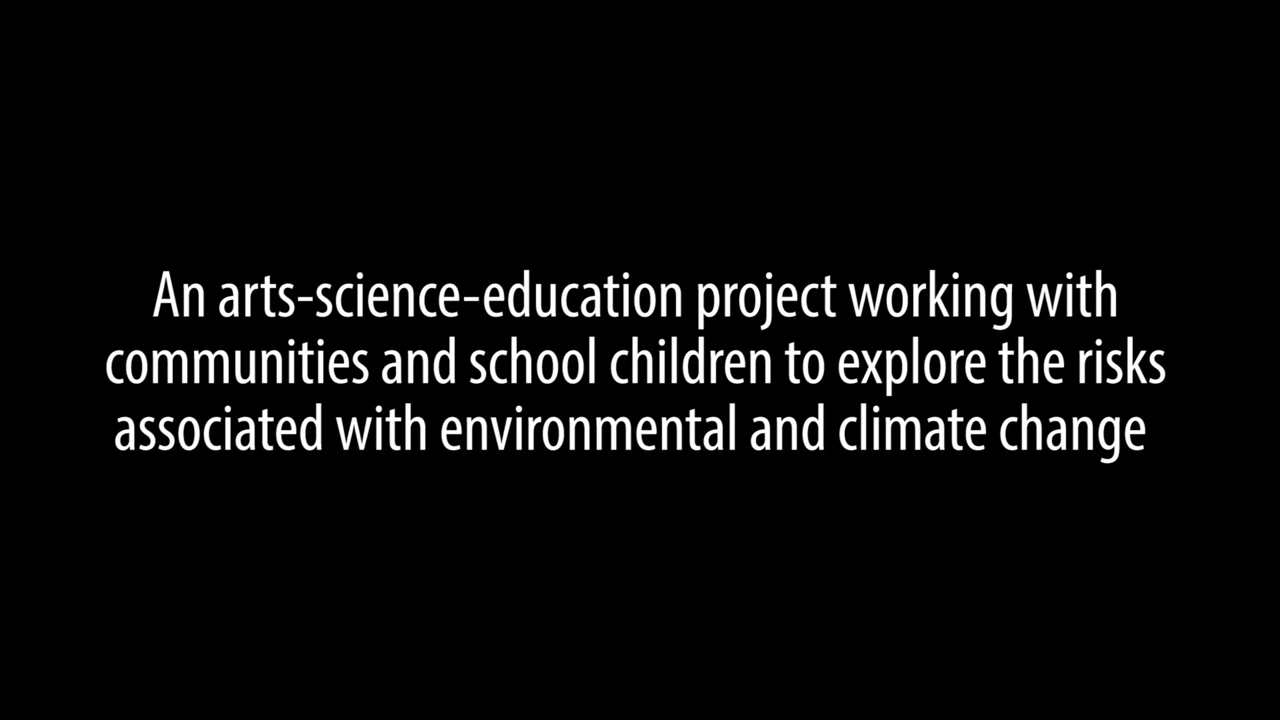 An arts-science-education project working with
communities and school children to explore the risks
associated with environmental and climate change